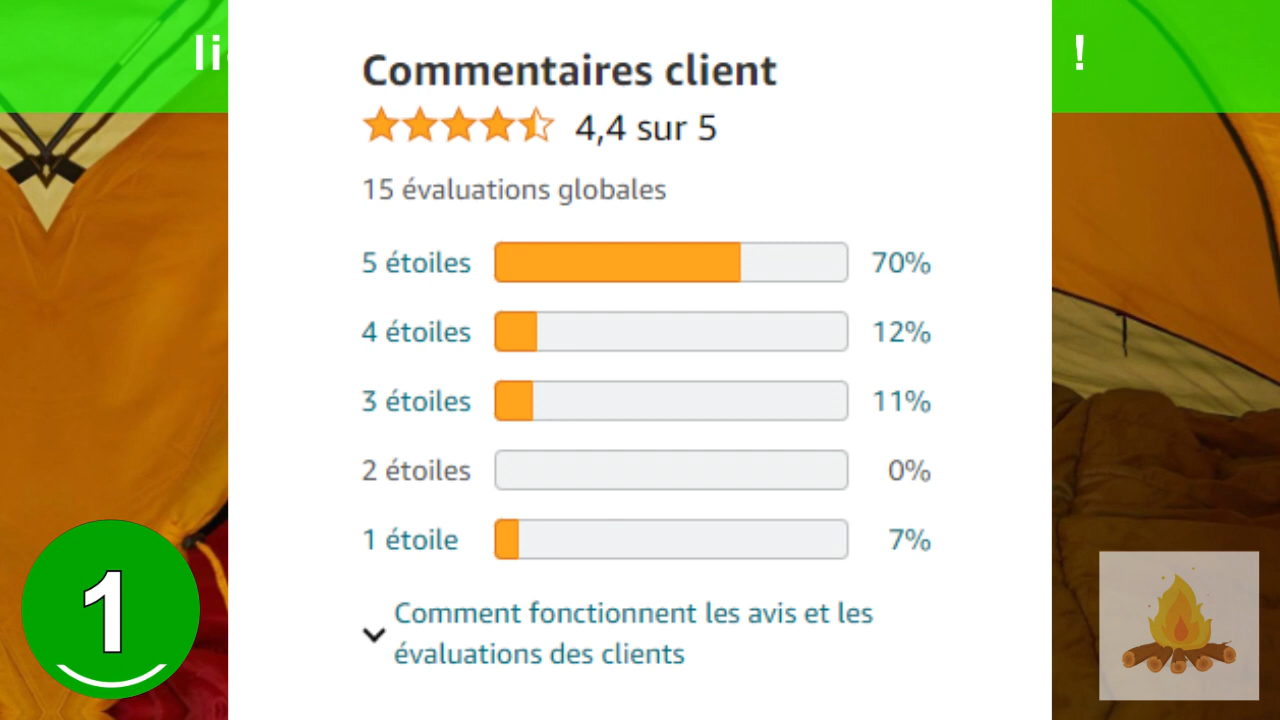 !
Commentaires client
4,4 sur 5
15 évaluations globales
5 étoiles 70%
4 étoiles 12%
3 étoiles 11%
2 étoiles 0%
1 étoile 7%
Comment fonctionnent les avis et les
évaluations des clients
1